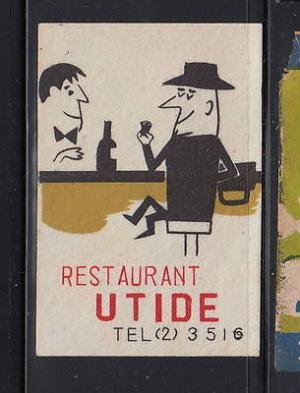 RESTAURANT
UTIDE
TEL(2) 3516